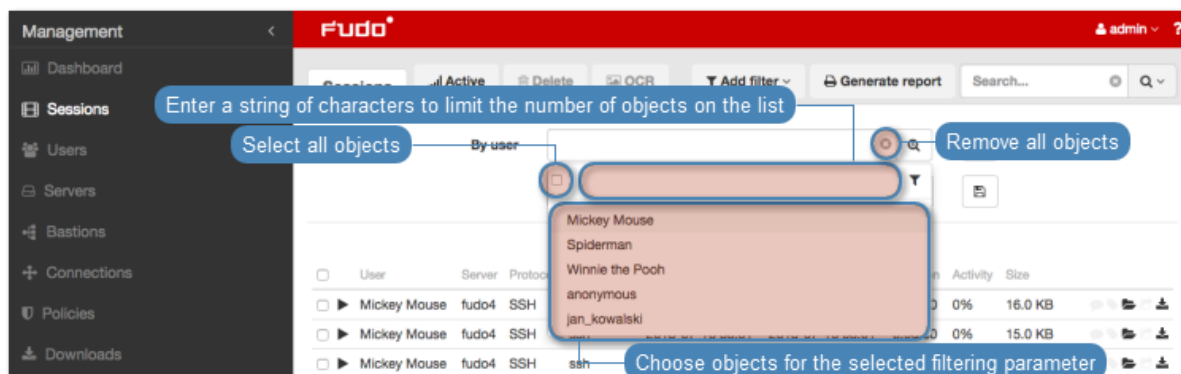 Management
Fudo
admin
?
Dashboard
Sessions
Active
Delete
OCR
Add filter
Generate report
Search...
Sessions
Enter a string of characters to limit the number of objects on the list
Users
Select all objects
By user
Remove all objects
Servers
Bastions
Mickey Mouse
Spiderman
Connections
Winnie the Pooh
User Server Activity Size
anonymous
Mickey Mouse fudo4 SSH 0% 16.0 KB
Policies
jan_kowalski
Mickey Mouse fudo4 SSH 0% 15.0 KB
Downloads
Choose objects for the selected filtering parameter
Mickey Mouse fudo4 SSH ssh